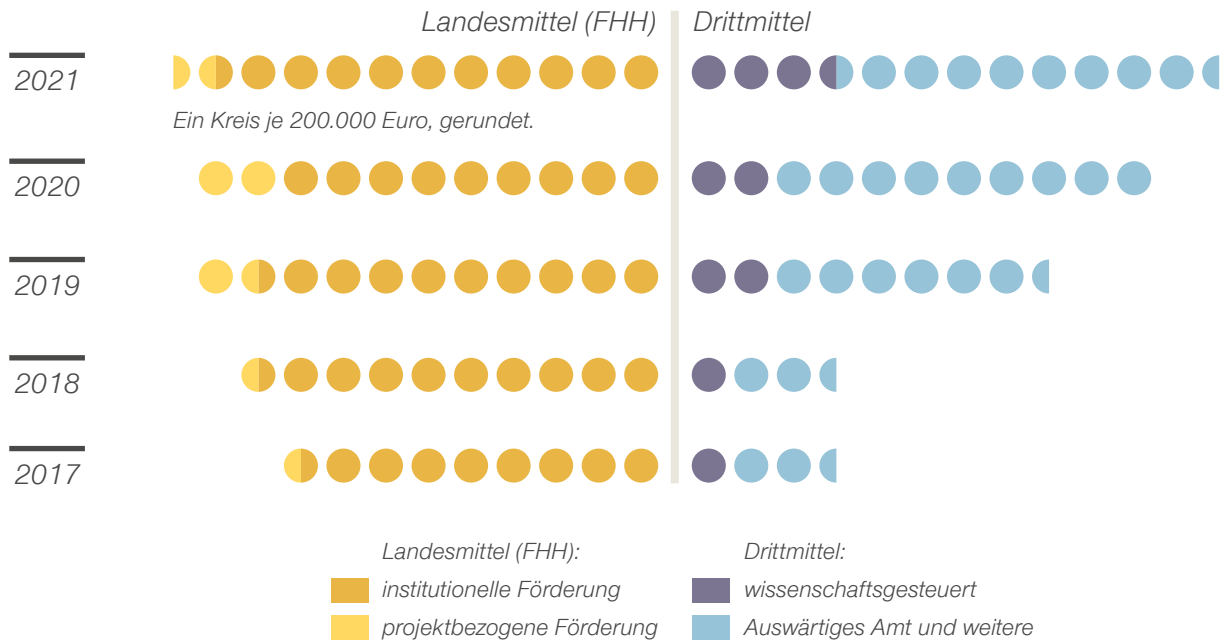 Landesmittel (FHH)
Drittmittel
2021
Ein Kreis je 200.000 Euro, gerundet.
2020
2019
2018
2017
Landesmittel (FHH):
institutionelle Förderung
projektbezogene Förderung
Drittmittel:
wissenschaftsgesteuert
Auswärtiges Amt und weitere